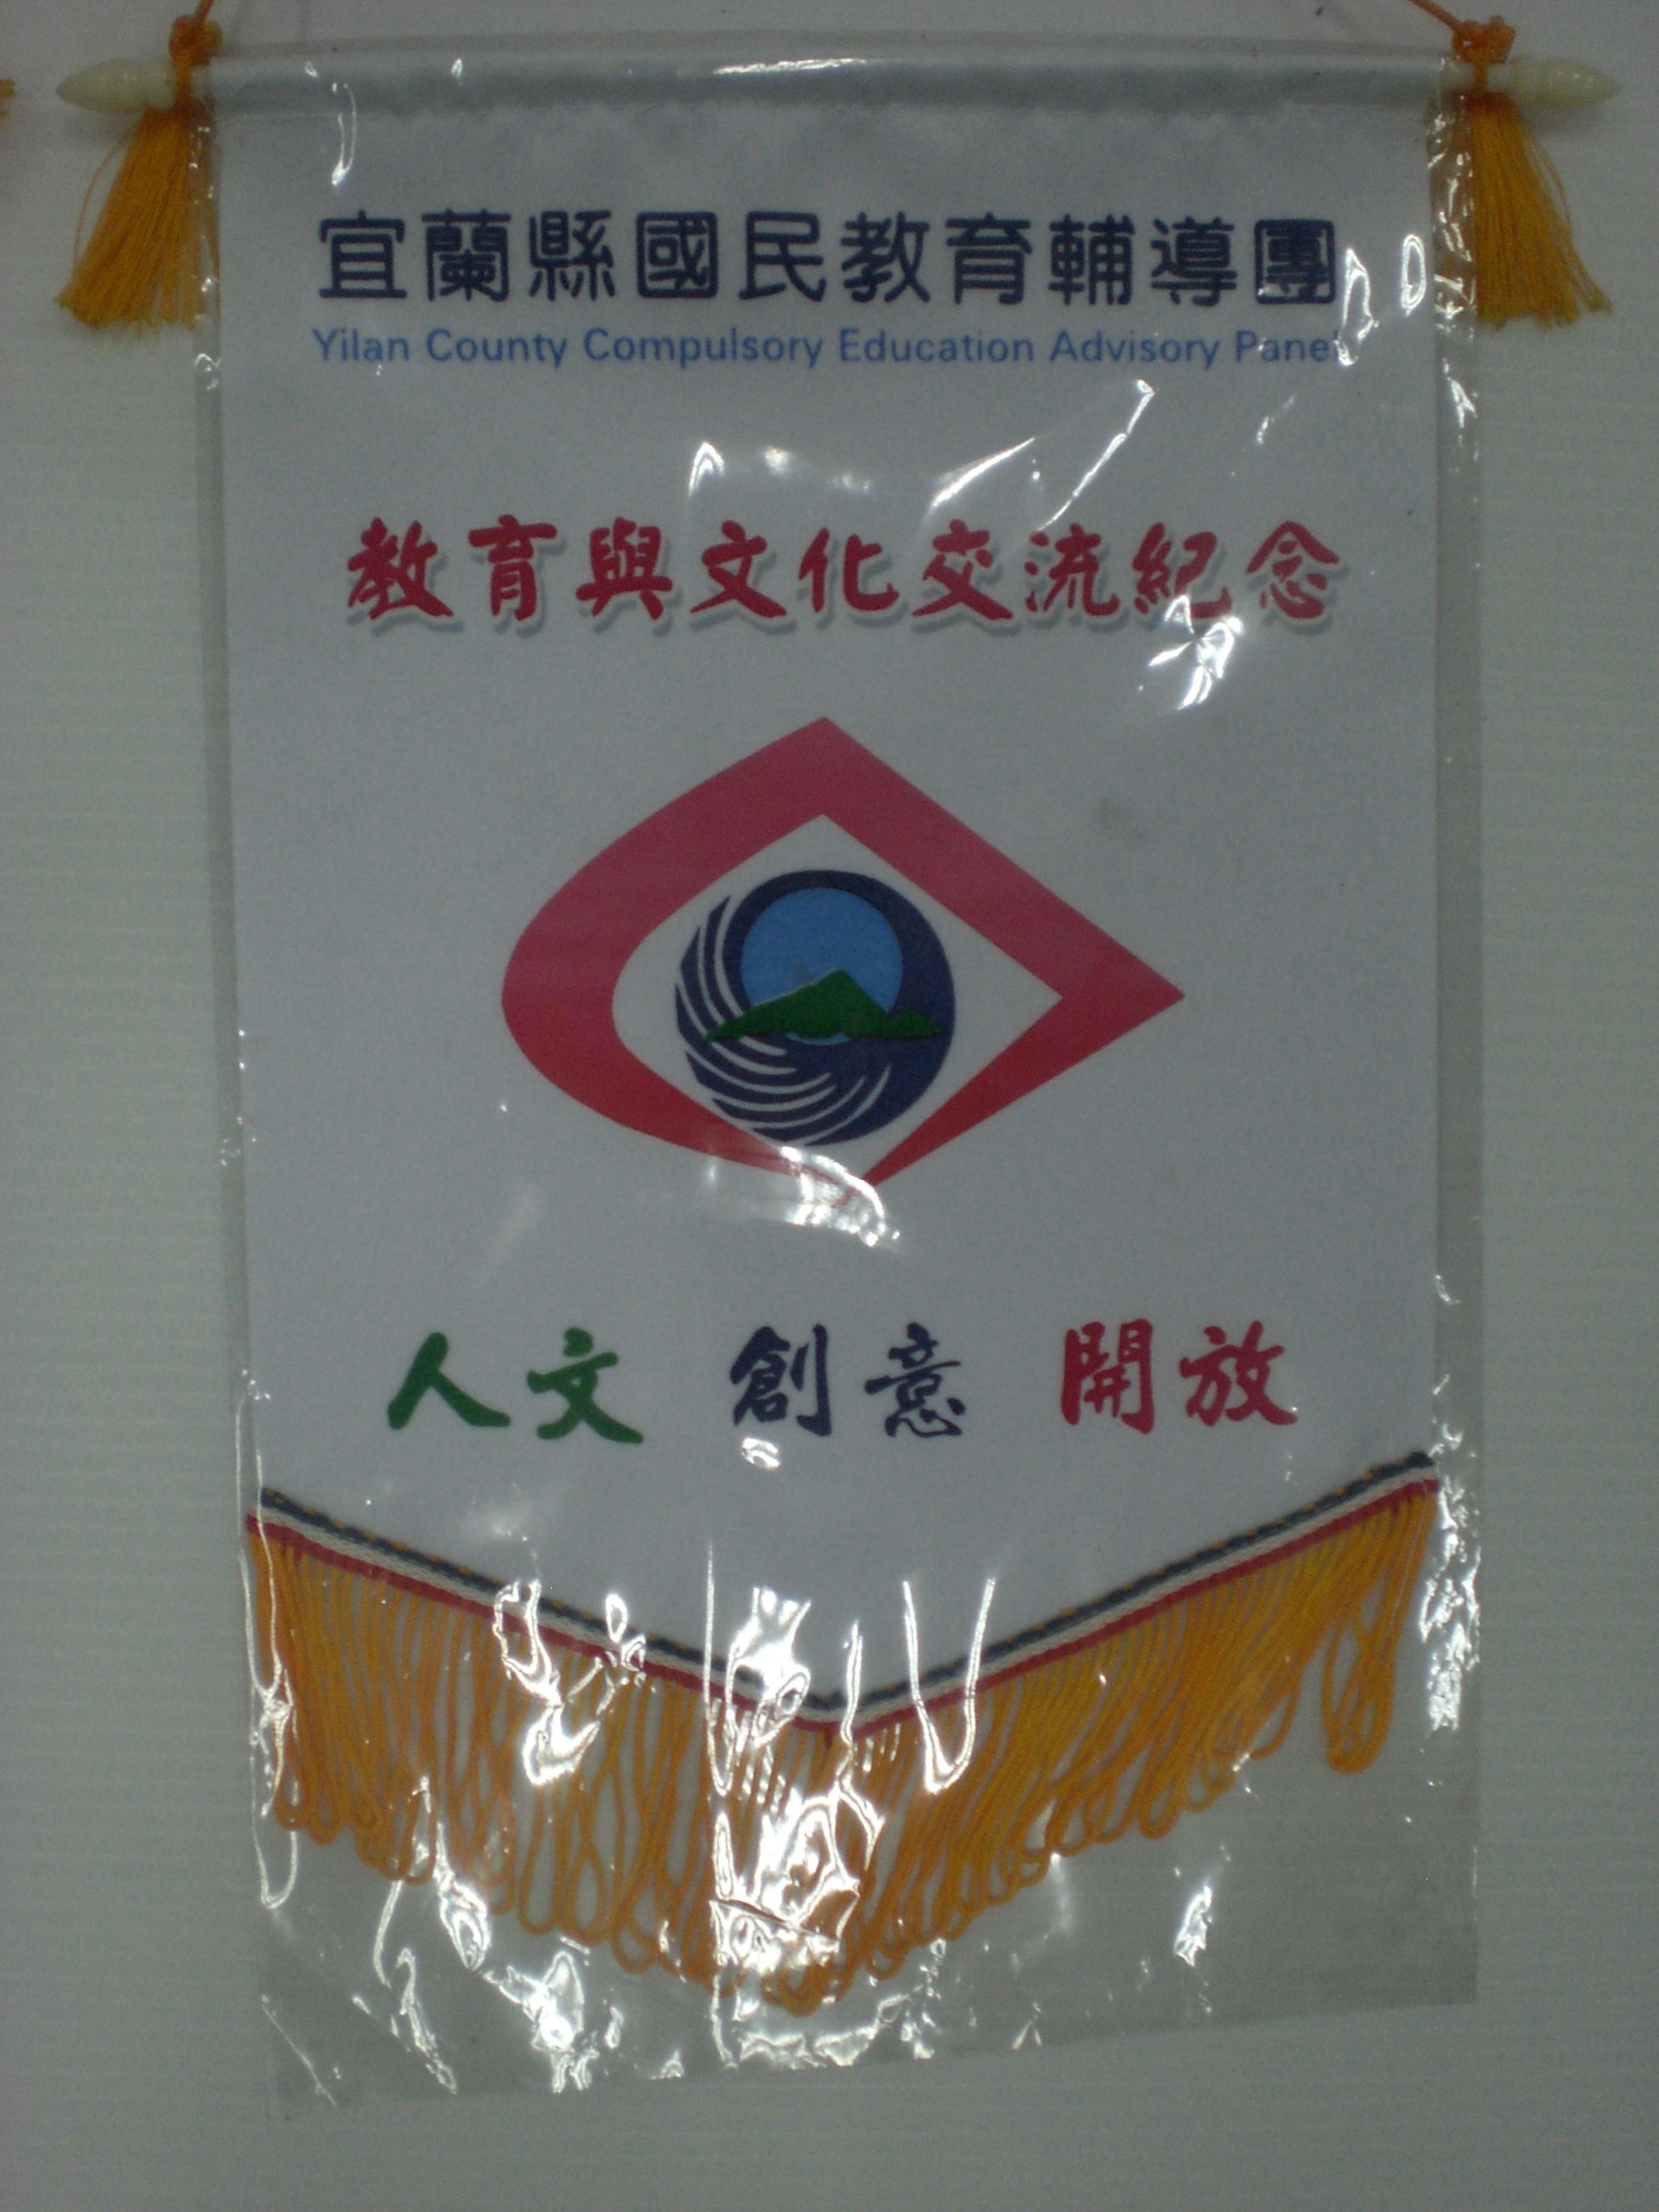 宜蘭縣國民教育輔導團
Yilan County Compulsory Education Advisory Panel
教育與文化交流紀念
人文 創意 開放